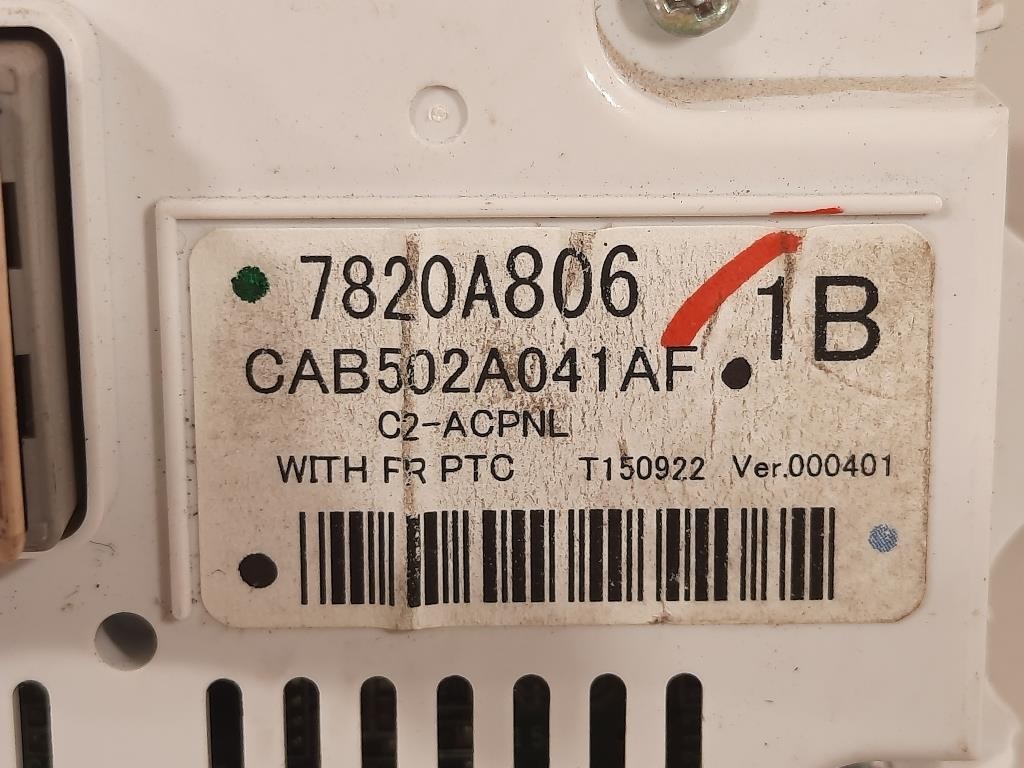 7820A806
1B
CAB502A041AF
C2-ACPNL
WITH FR PTC T150922 Ver.000401